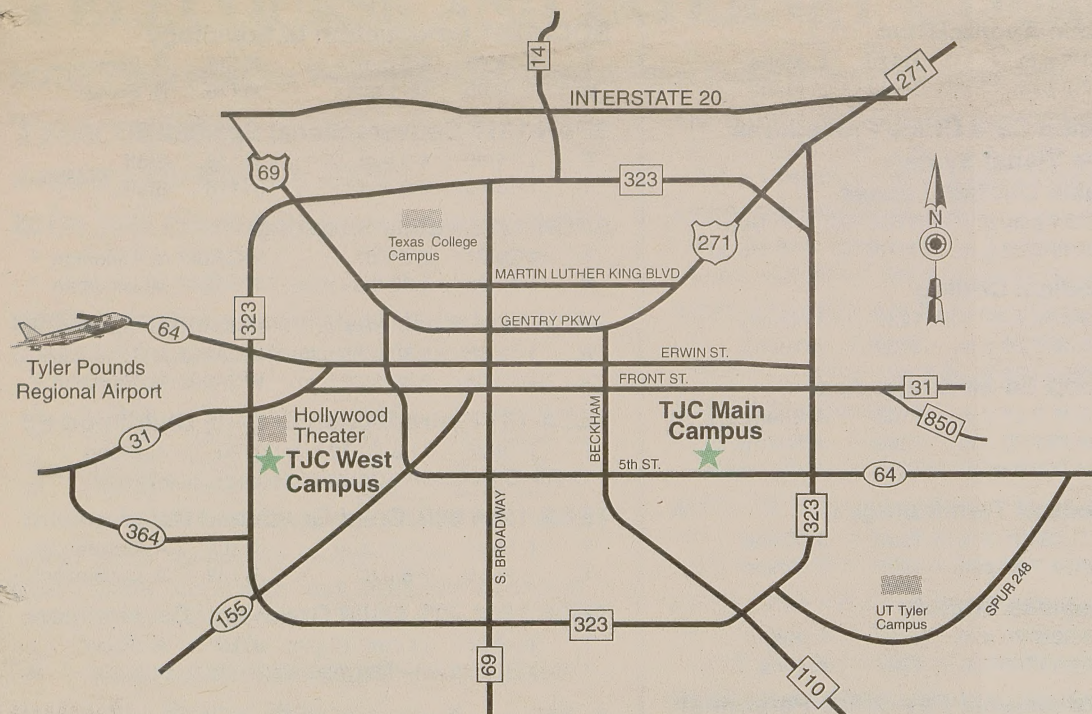 14
271
INTERSTATE 20
69
323
N
Texas College
Campus
271
MARTIN LUTHER KING BLVD
323
GENTRY PKWY
64
ERWIN ST.
Tyler Pounds
Regional Airport
FRONT ST.
31
BECKHAM
TJC Main
Campus
850
Hollywood
Theater
31
TJC West
Campus
5th ST.
64
S. BROADWAY
323
364
SPUR 248
UT Tyler
Campus
155
323
69
110